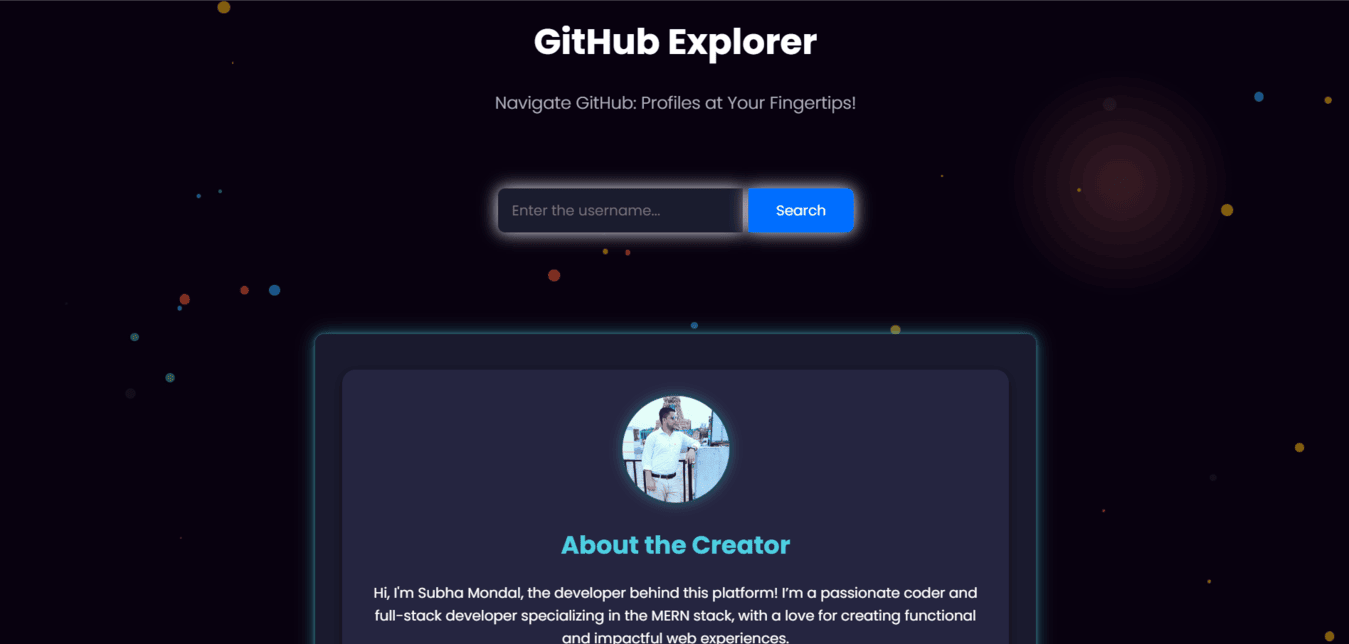 GitHub Explorer
Navigate GitHub: Profiles at Your Fingertips!
Enter the username...
Search
About the Creator
Hi, I'm Subha Mondal, the developer behind this platform! I’m a passionate coder and
full-stack developer specializing in the MERN stack, with a love for creating functional
and impactful web experiences.